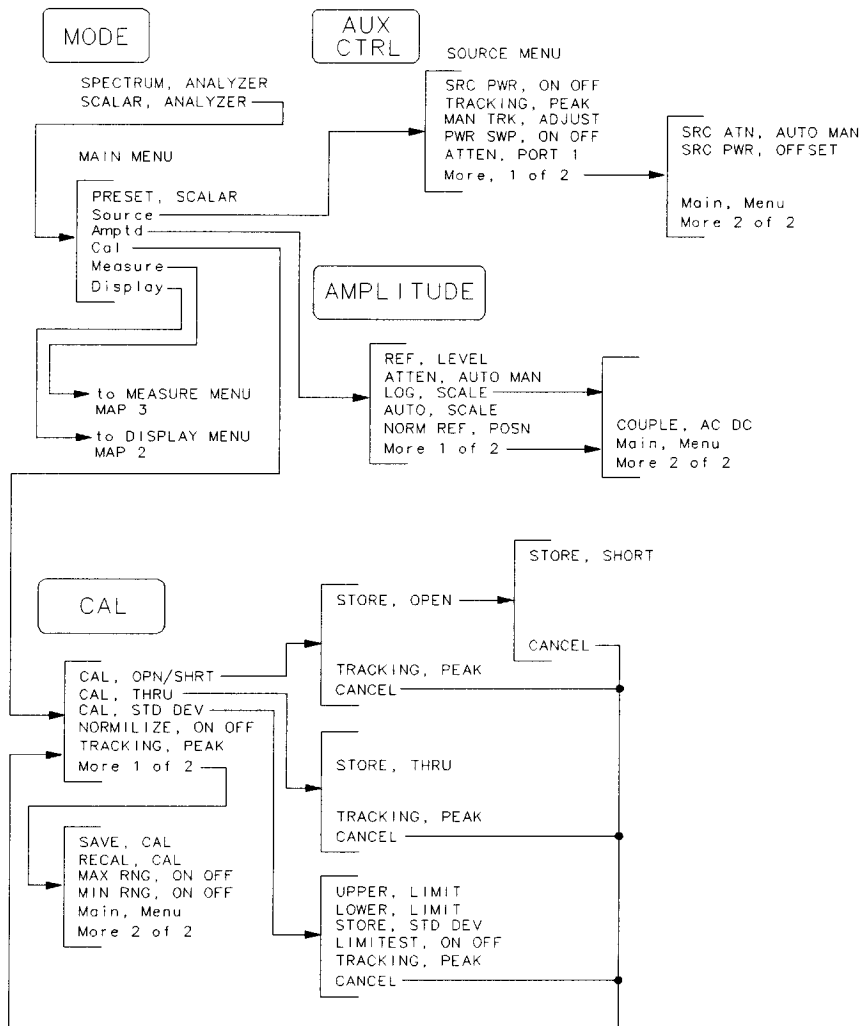 MODE
SPECTRUM, ANALYZER
SCALAR, ANALYZER
MAIN MENU
PRESET, SCALAR
Source
Amptd
Cal
Measure
Display
to MEASURE MENU
MAP 3
to DISPLAY MENU
MAP 2
AUX
CTRL
SOURCE MENU
SRC PWR, ON OFF
TRACKING, PEAK
MAN TRK, ADJUST
PWR SWP, ON OFF
ATTEN, PORT 1
More, 1 of 2
SRC ATN, AUTO MAN
SRC PWR, OFFSET
Main, Menu
More 2 of 2
AMPLITUDE
REF, LEVEL
ATTEN, AUTO MAN
LOG, SCALE
AUTO, SCALE
NORM REF, POSN
More 1 of 2
COUPLE, AC DC
Main, Menu
More 2 of 2
CAL
CAL, OPN/SHRT
CAL, THRU
CAL, STD DEV
NORMILIZE, ON OFF
TRACKING, PEAK
More 1 of 2
SAVE, CAL
RECAL, CAL
MAX RNG, ON OFF
MIN RNG, ON OFF
Main, Menu
More 2 of 2
STORE, OPEN
TRACKING, PEAK
CANCEL
STORE, SHORT
CANCEL
STORE, THRU
TRACKING, PEAK
CANCEL
UPPER, LIMIT
LOWER, LIMIT
STORE, STD DEV
LIMITEST, ON OFF
TRACKING, PEAK
CANCEL